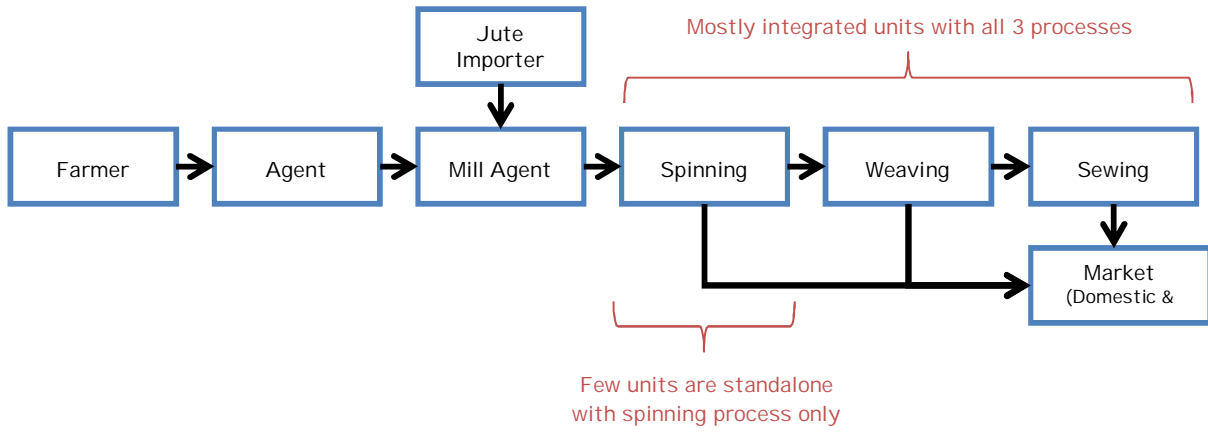 Jute
Importer
Mostly integrated units with all 3 processes
Farmer
Agent
Mill Agent
Spinning
Weaving
Sewing
Market
(Domestic &
Few units are standalone
with spinning process only